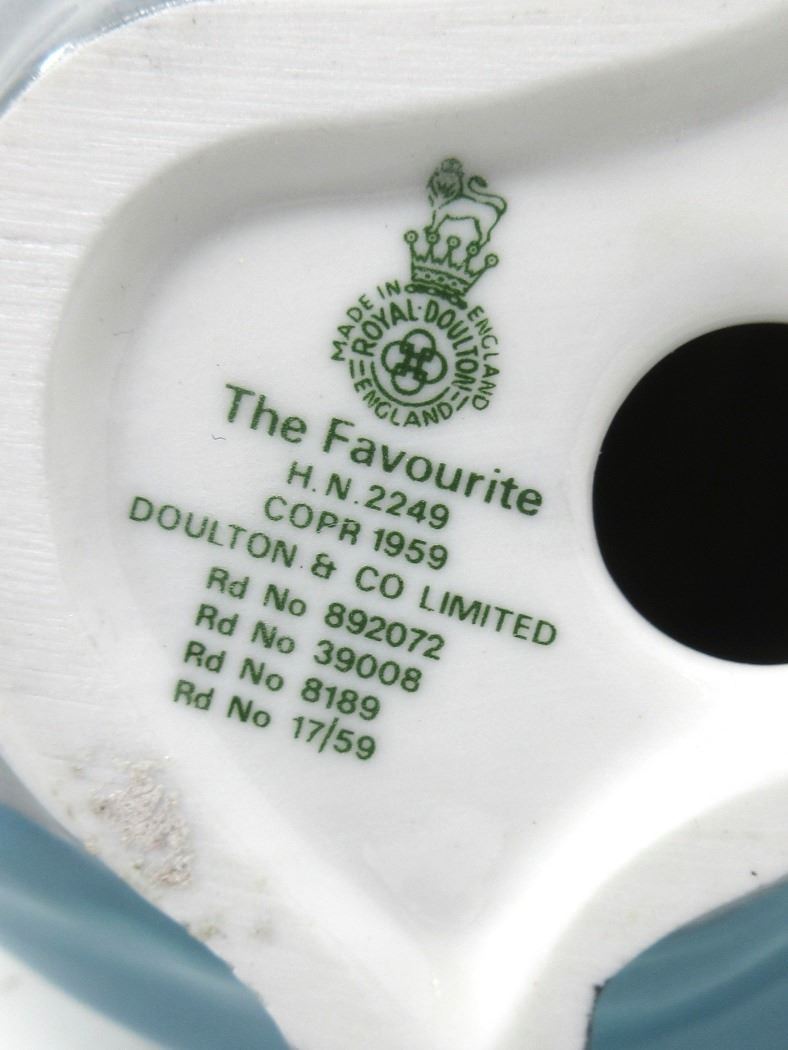 MADE IN ENGLAND
ROYAL·DOULTON
ENGLAND
The Favourite
H.N.2249
COPR 1959
DOULTON & CO LIMITED
Rd No 892072
Rd No 39008
Rd No 8189
Rd No 17/59